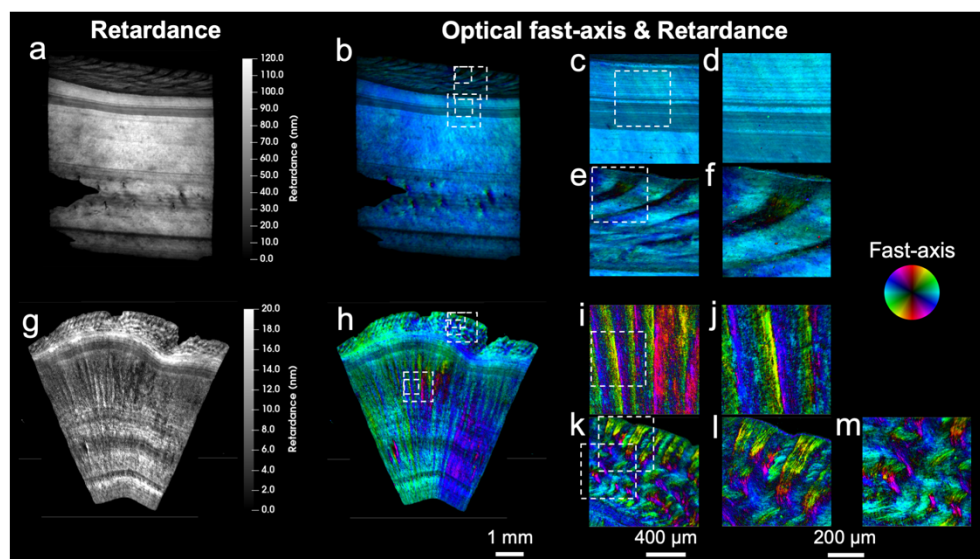 Retardance
Optical fast-axis & Retardance
a
120.0
110.0
100.0
90.0
80.0
70.0
60.0
50.0
40.0
30.0
20.0
10.0
0.0
Retardance (nm)
b
c
d
e
f
Fast-axis
g
20.0
18.0
16.0
14.0
12.0
10.0
8.0
6.0
4.0
2.0
0.0
Retardance (nm)
h
i
j
k
l
m
1 mm
400 µm
200 µm